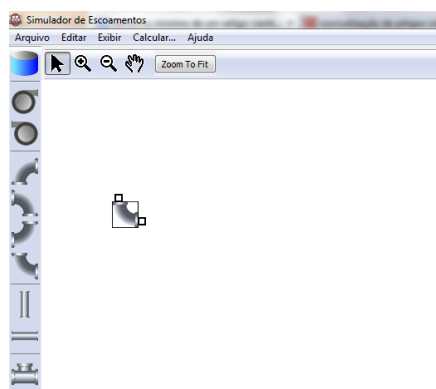 Simulador de Escoamentos
Arquivo Editar Exibir Calcular... Ajuda
Zoom To Fit